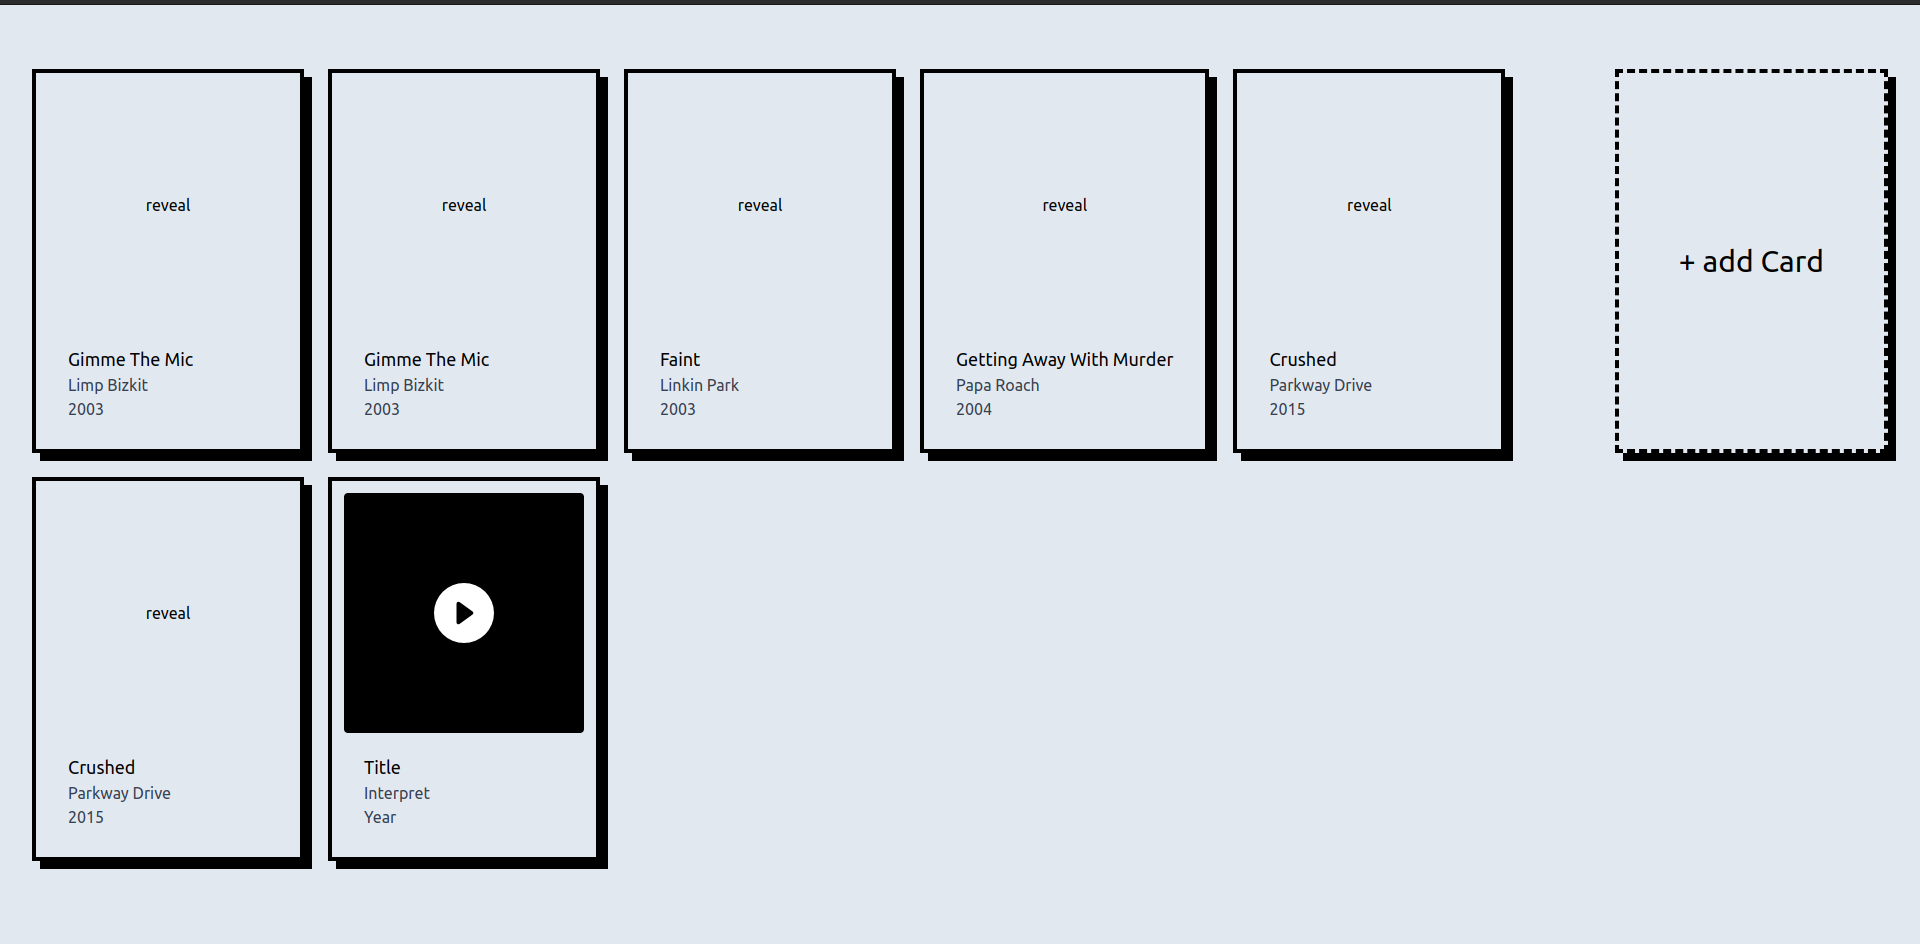 reveal
Gimme The Mic
Limp Bizkit
2003
reveal
Gimme The Mic
Limp Bizkit
2003
reveal
Faint
Linkin Park
2003
reveal
Getting Away With Murder
Papa Roach
2004
reveal
Crushed
Parkway Drive
2015
+ add Card
reveal
Crushed
Parkway Drive
2015
Title
Interpret
Year